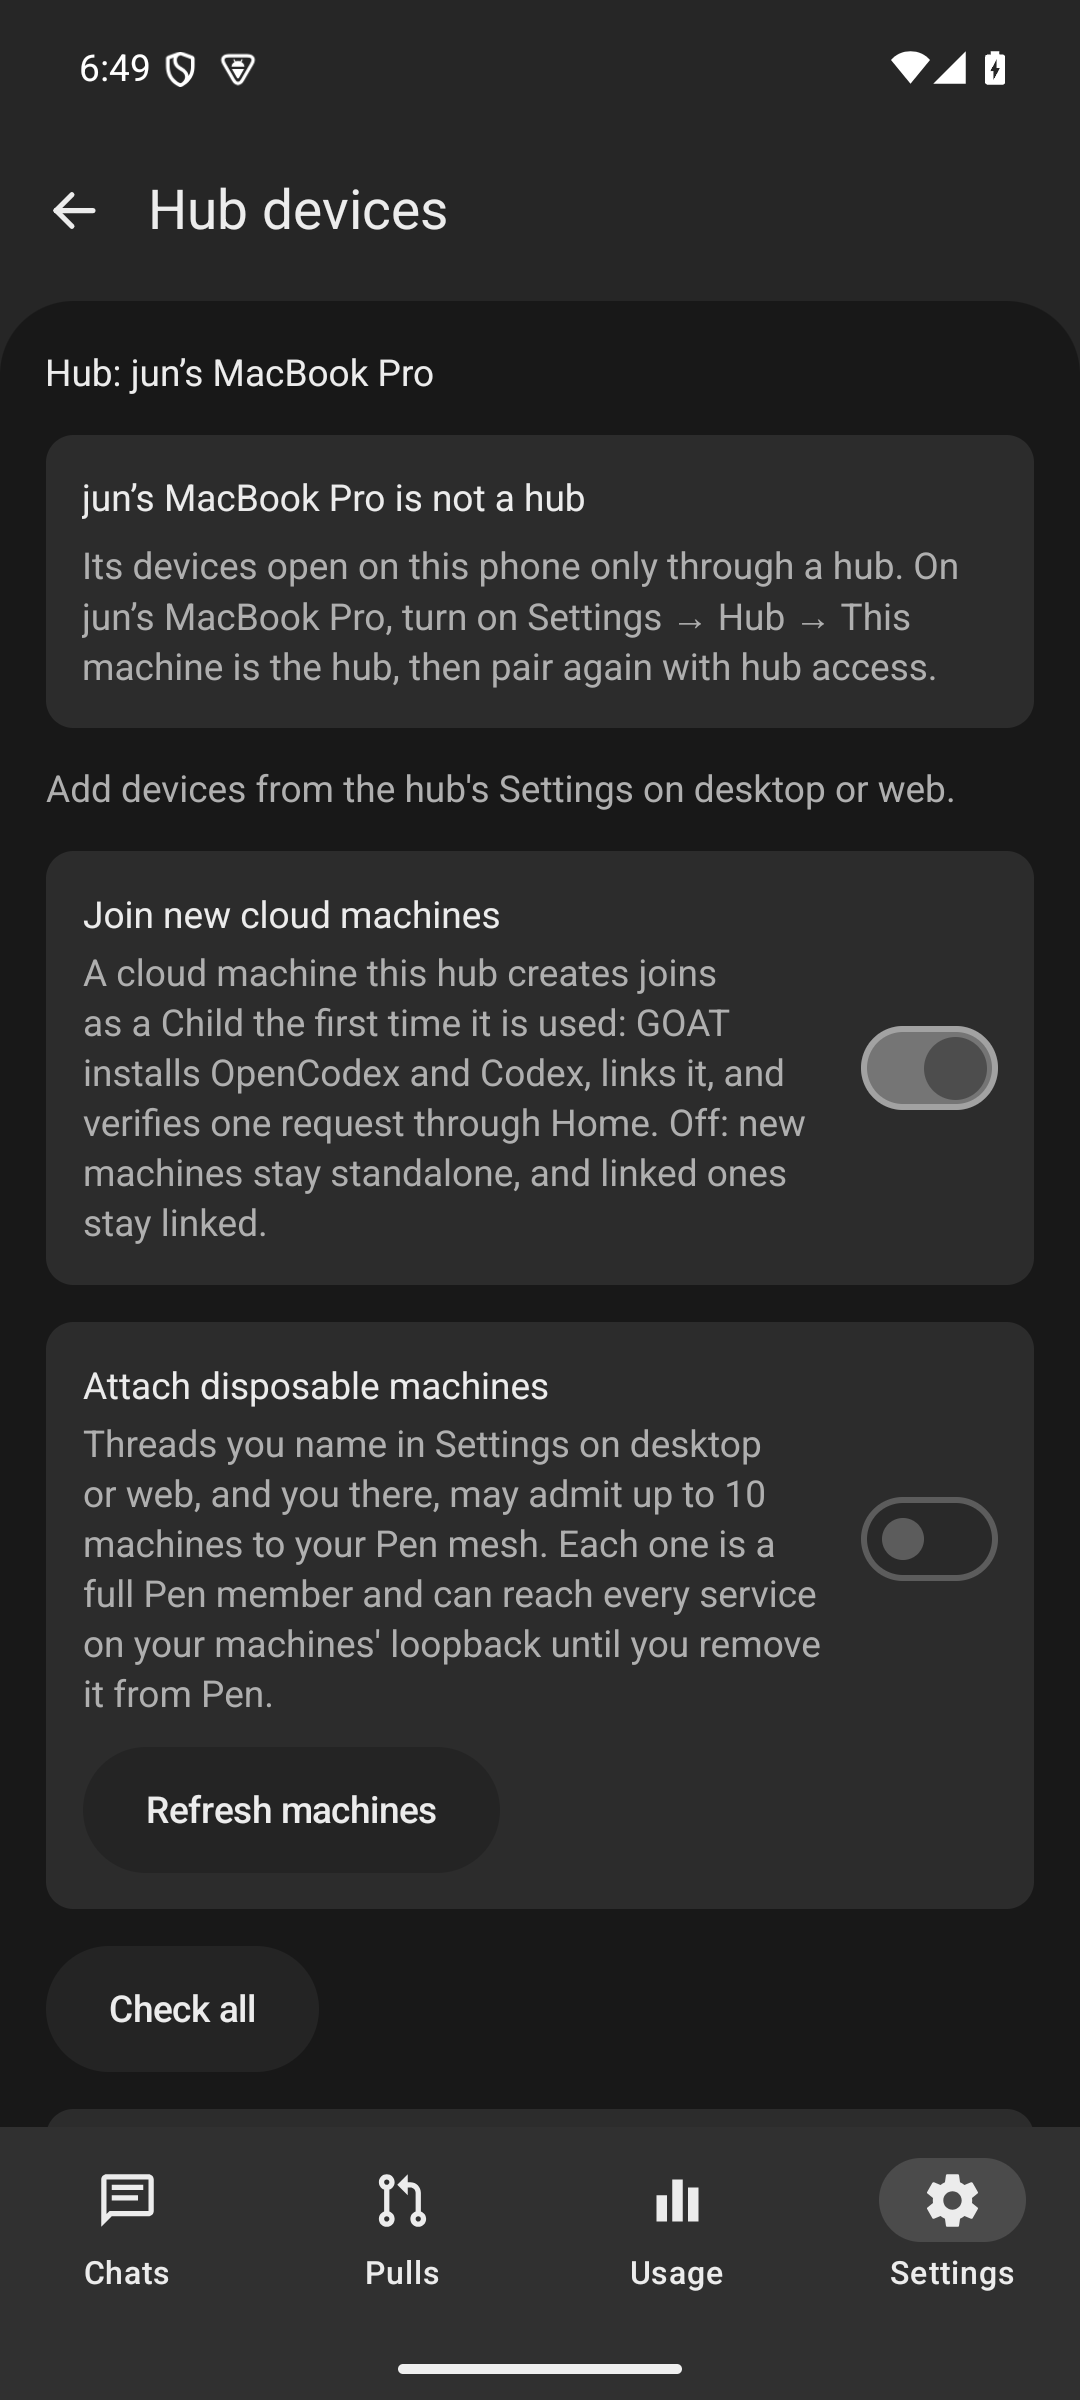 6:49
Hub devices
Hub: jun’s MacBook Pro
jun’s MacBook Pro is not a hub
Its devices open on this phone only through a hub. On
jun’s MacBook Pro, turn on Settings → Hub → This
machine is the hub, then pair again with hub access.
Add devices from the hub's Settings on desktop or web.
Join new cloud machines
A cloud machine this hub creates joins
as a Child the first time it is used: GOAT
installs OpenCodex and Codex, links it, and
verifies one request through Home. Off: new
machines stay standalone, and linked ones
stay linked.
Attach disposable machines
Threads you name in Settings on desktop
or web, and you there, may admit up to 10
machines to your Pen mesh. Each one is a
full Pen member and can reach every service
on your machines' loopback until you remove
it from Pen.
Refresh machines
Check all
Chats
Pulls
Usage
Settings